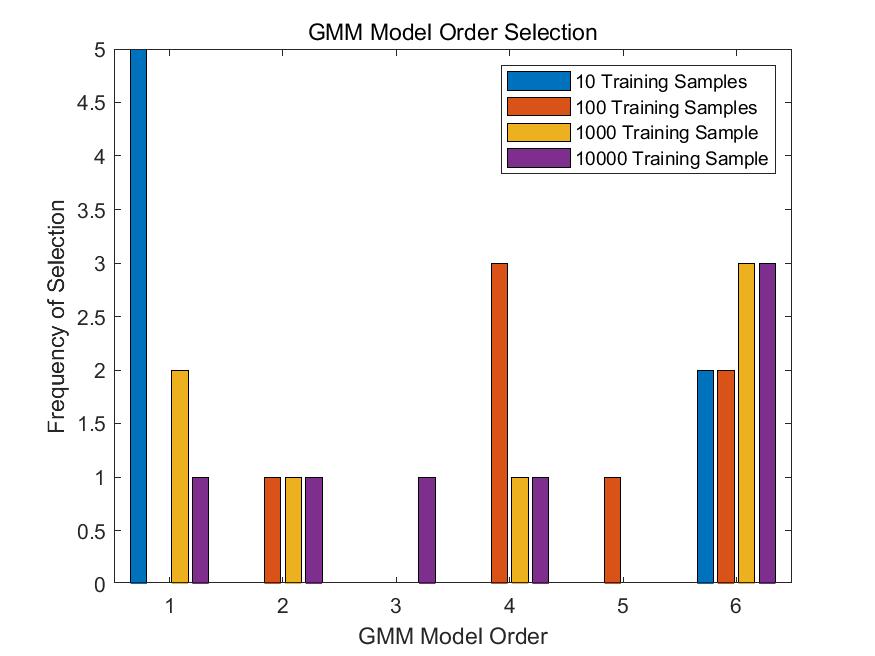 GMM Model Order Selection
5
4.5
4
3.5
3
2.5
2
1.5
1
0.5
0
Frequency of Selection
10 Training Samples
100 Training Samples
1000 Training Sample
10000 Training Sample
1 2 3 4 5 6
GMM Model Order